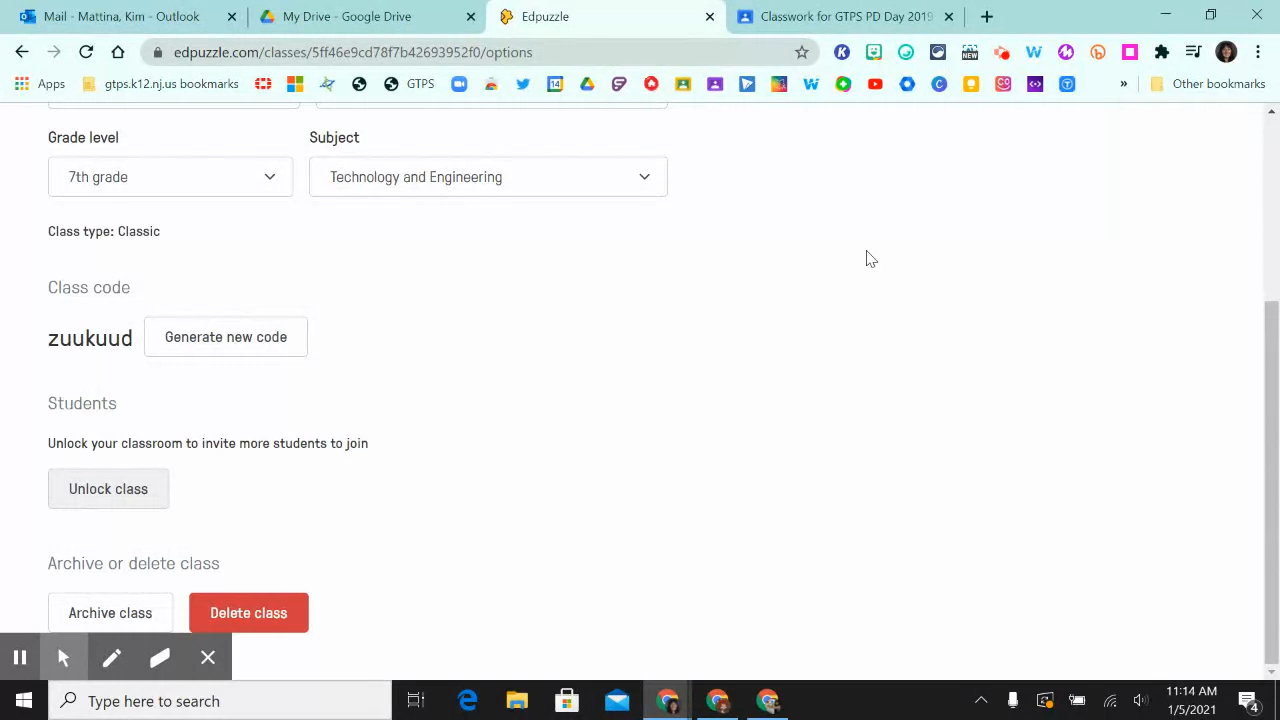 Mail - Mattina, Kim - Outlook
My Drive - Google Drive
Edpuzzle
Classwork for GTPS PD Day 2019
edpuzzle.com/classes/5ff46e9cd78f7b42693952f0/options
NEW
Apps
gtps.k12.nj.us bookmarks
14
GTPS
Other bookmarks
Grade level
Subject
7th grade
Technology and Engineering
Class type: Classic
Class code
zuukuud
Generate new code
Students
Unlock your classroom to invite more students to join
Unlock class
Archive or delete class
Archive class
Delete class
Type here to search
11:14 AM
1/5/2021
4